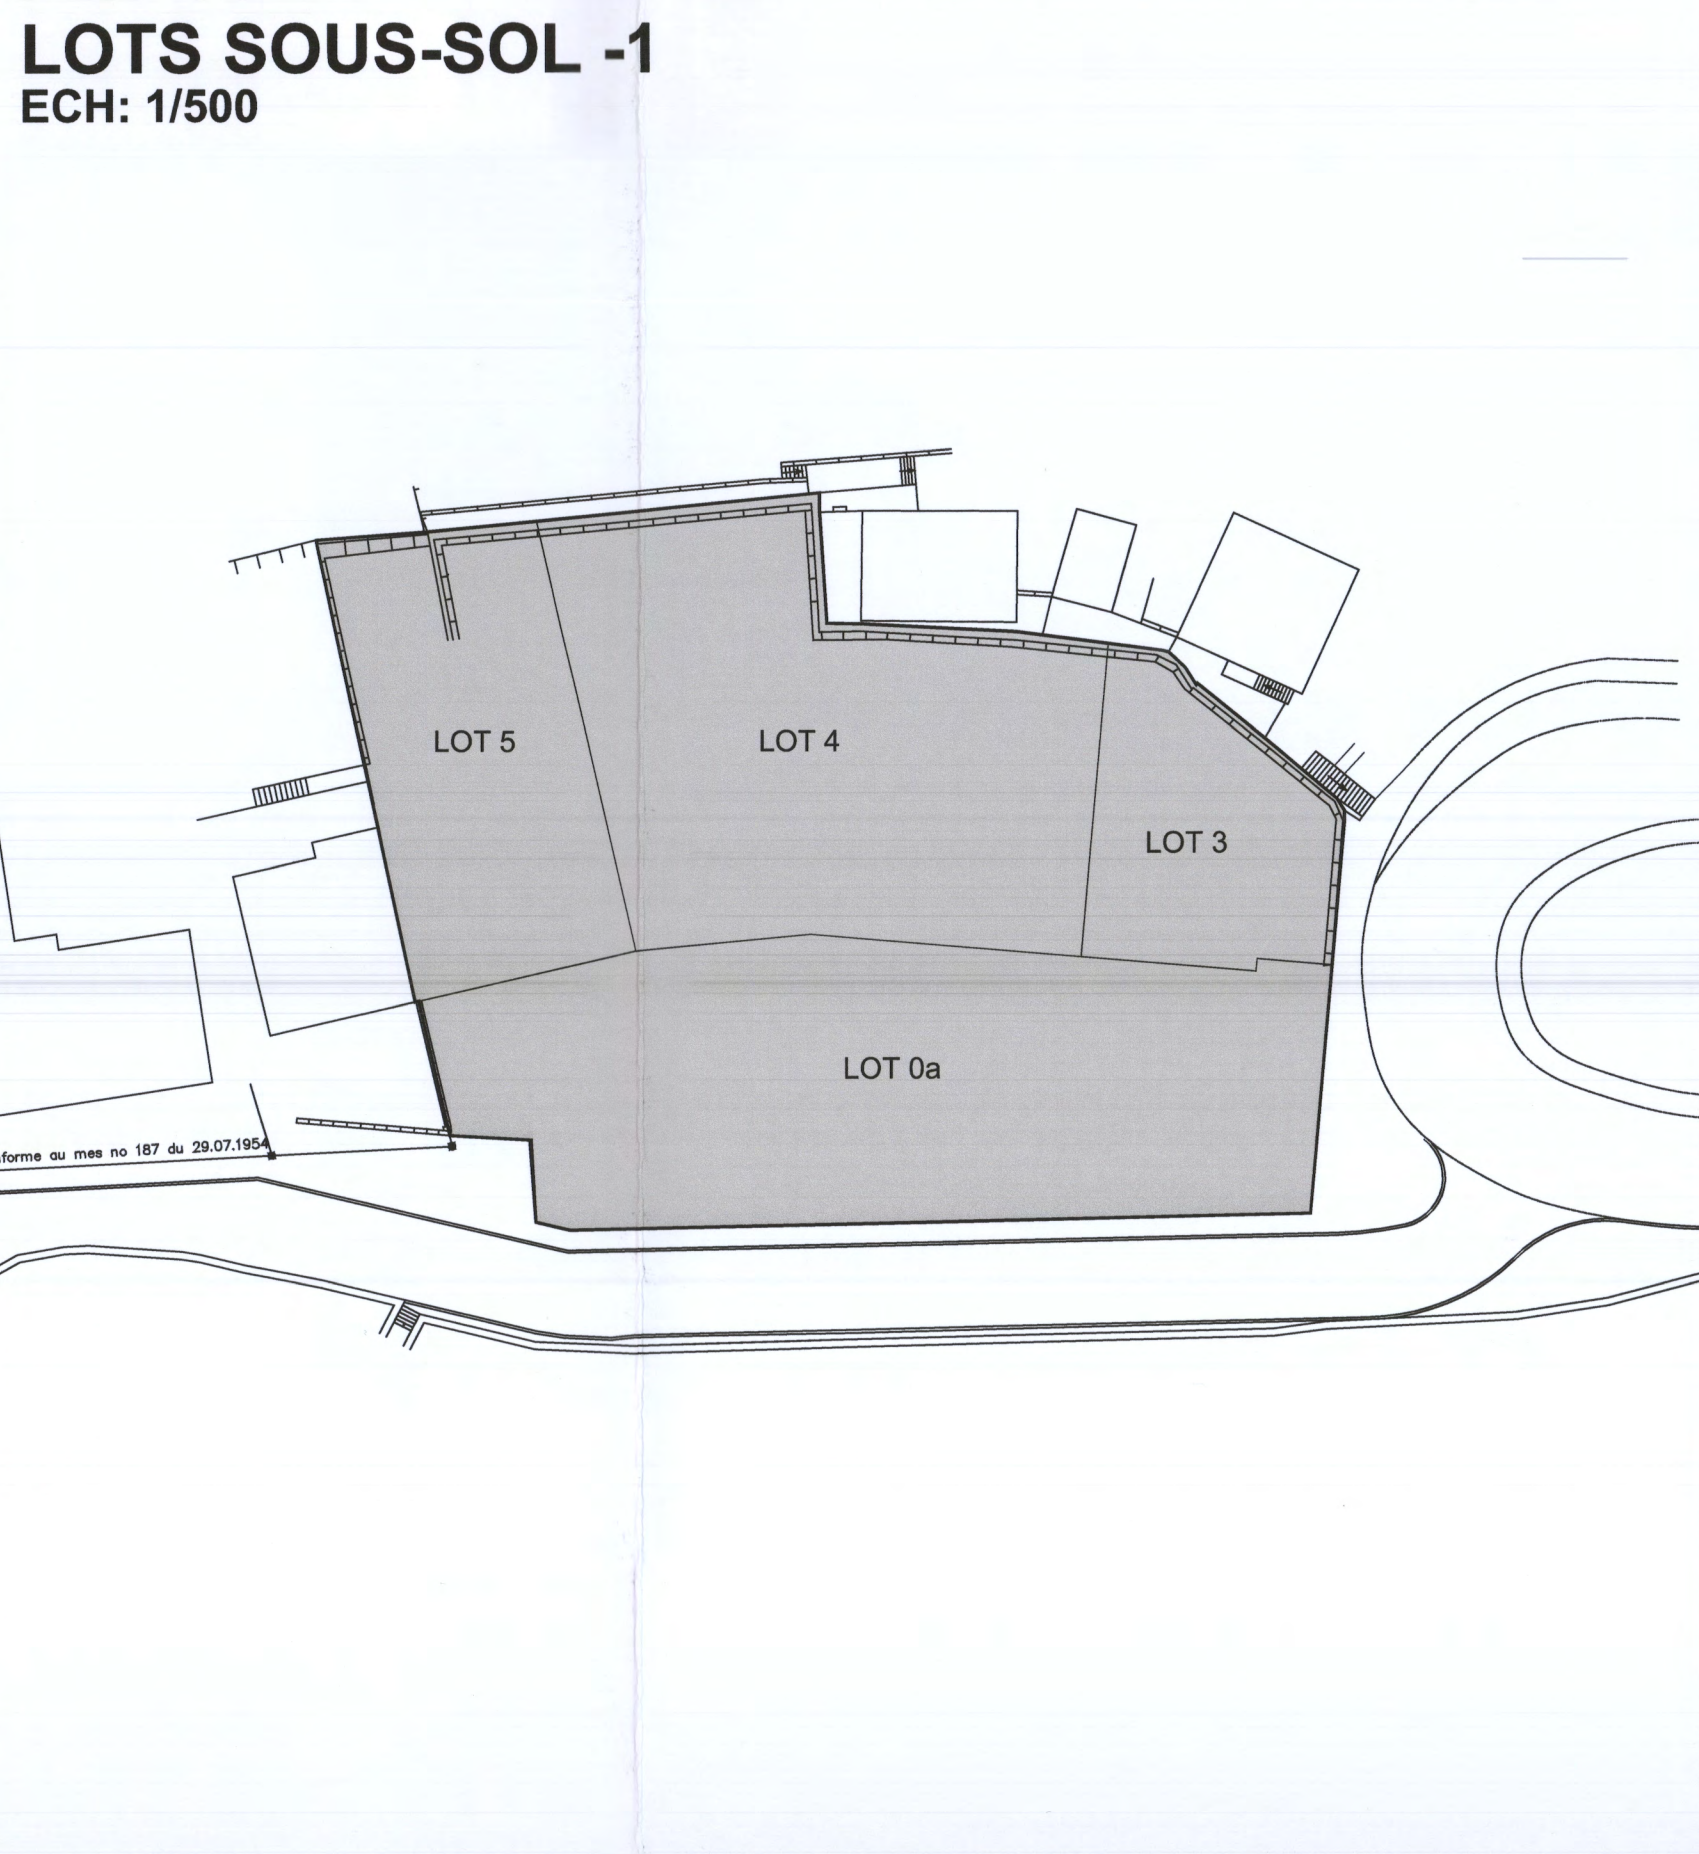 LOTS SOUS-SOL -1
ECH: 1/500
LOT 5
LOT 4
LOT 3
LOT 0a
forme au mes no 187 du 29.07.1954